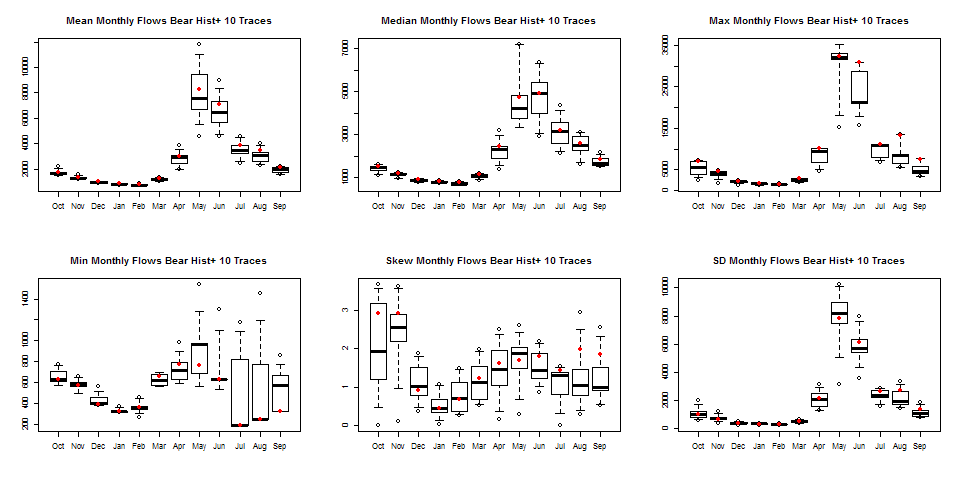 Mean Monthly Flows Bear Hist+ 10 Traces
2000 4000 6000 8000 10000
Oct Nov Dec Jan Feb Mar Apr May Jun Jul Aug Sep
Median Monthly Flows Bear Hist+ 10 Traces
1000 3000 5000 7000
Oct Nov Dec Jan Feb Mar Apr May Jun Jul Aug Sep
Max Monthly Flows Bear Hist+ 10 Traces
0 5000 15000 25000 35000
Oct Nov Dec Jan Feb Mar Apr May Jun Jul Aug Sep
Min Monthly Flows Bear Hist+ 10 Traces
200 400 600 800 1000 1400
Oct Nov Dec Jan Feb Mar Apr May Jun Jul Aug Sep
Skew Monthly Flows Bear Hist+ 10 Traces
0 1 2 3
Oct Nov Dec Jan Feb Mar Apr May Jun Jul Aug Sep
SD Monthly Flows Bear Hist+ 10 Traces
0 2000 4000 6000 8000 10000
Oct Nov Dec Jan Feb Mar Apr May Jun Jul Aug Sep